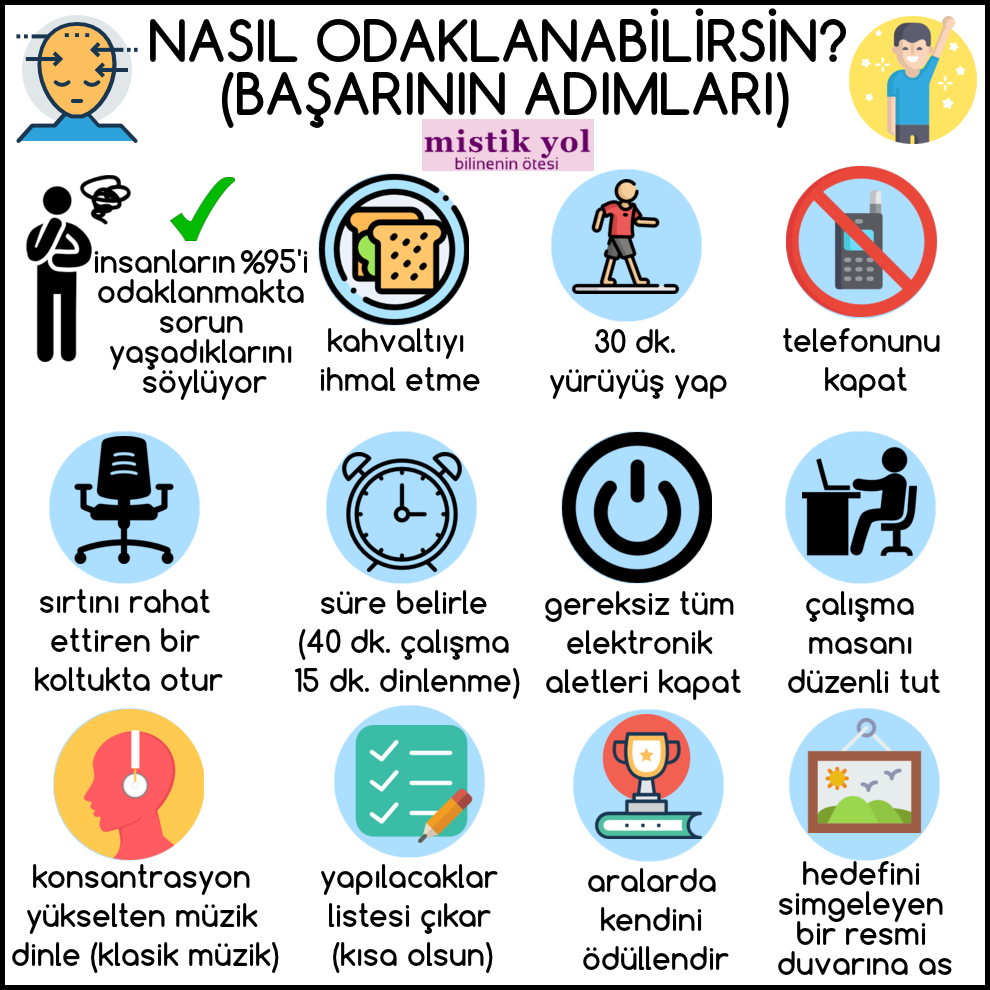 NASIL ODAKLANABİLİRSİN?
(BAŞARININ ADIMLARI)
mistik yol
bilinenin ötesi
insanların %95'i
odaklanmakta
sorun
yaşadıklarını
söylüyor
kahvaltıyı
ihmal etme
30 dk.
yürüyüş yap
telefonunu
kapat
sırtını rahat
ettiren bir
koltukta otur
süre belirle
(40 dk. çalışma
15 dk. dinlenme)
gereksiz tüm
elektronik
aletleri kapat
çalışma
masanı
düzenli tut
konsantrasyon
yükselten müzik
dinle (klasik müzik)
yapılacaklar
listesi çıkar
(kısa olsun)
aralarda
kendini
ödüllendir
hedefini
simgeleyen
bir resmi
duvarına as